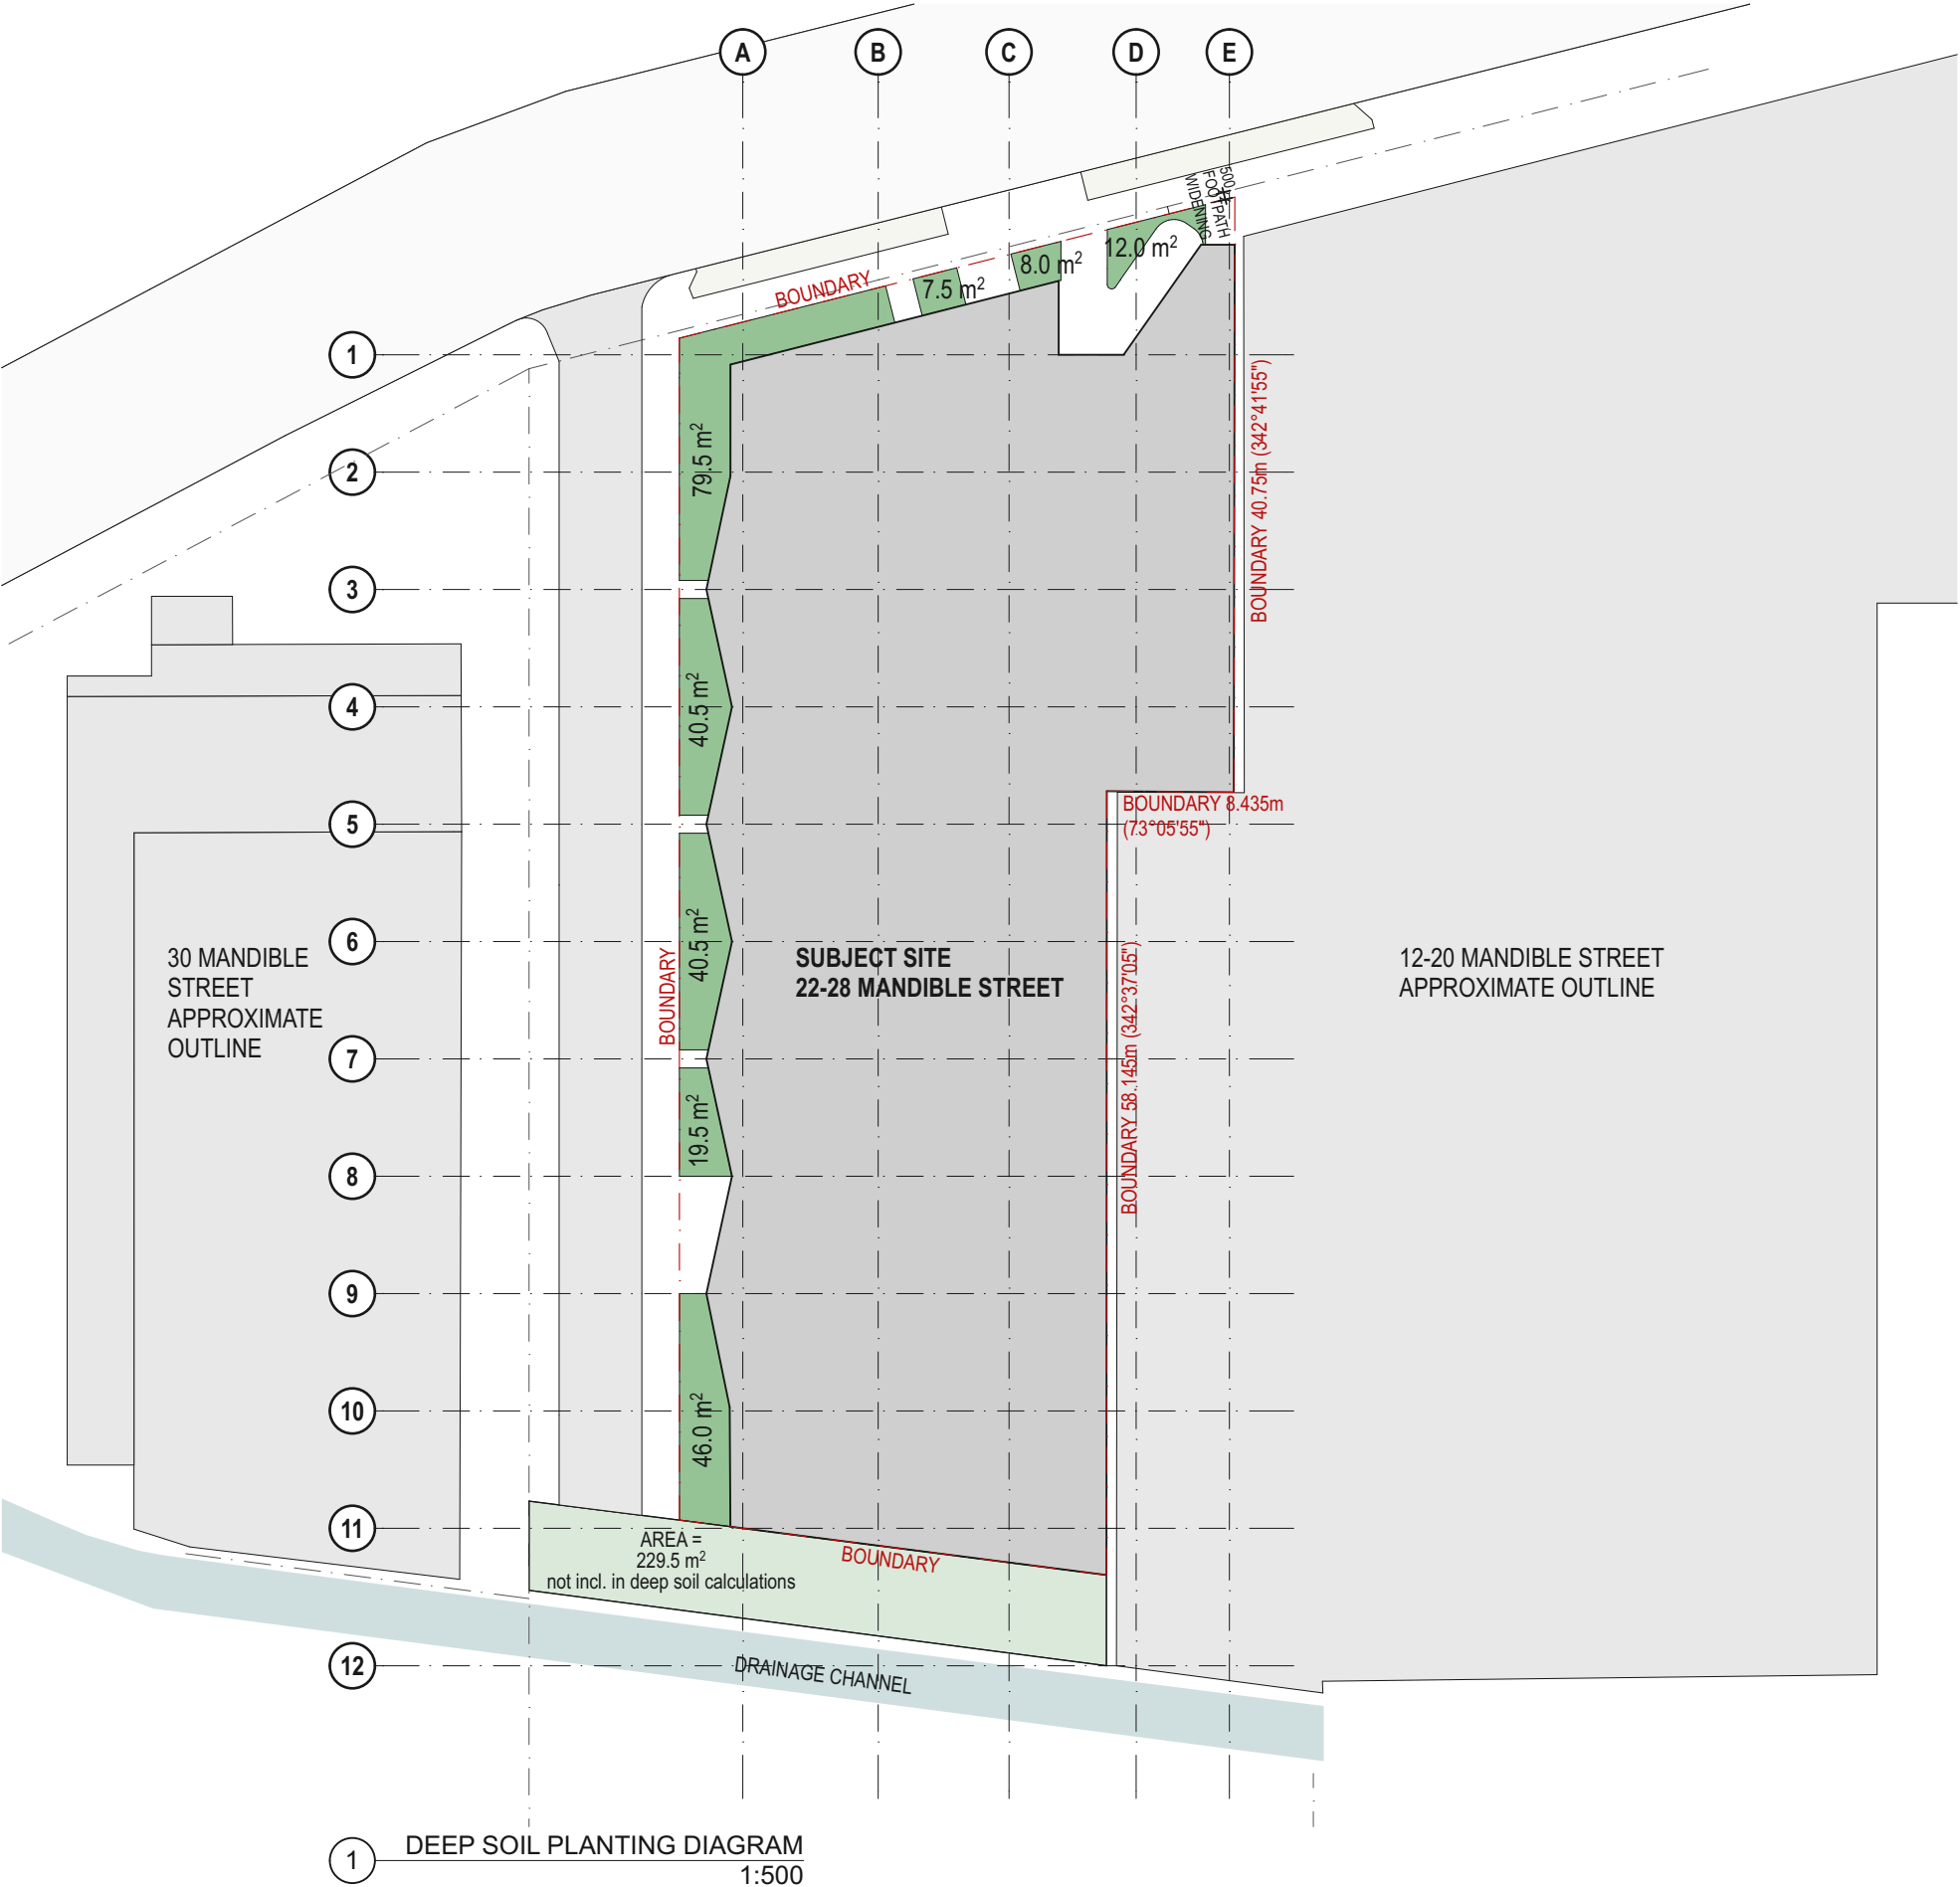 A
B
C
D
E
500
FOOTPATH
WIDENING
12.0 m²
8.0 m²
7.5 m²
BOUNDARY
1
79.5 m²
2
BOUNDARY 40.75m (342°41'55")
3
40.5 m²
4
BOUNDARY 8.435m
(73°05'55")
5
40.5 m²
6
BOUNDARY
30 MANDIBLE
STREET
APPROXIMATE
OUTLINE
SUBJECT SITE
22-28 MANDIBLE STREET
12-20 MANDIBLE STREET
APPROXIMATE OUTLINE
BOUNDARY 58.145m (342°37'05")
7
19.5 m²
8
9
46.0 m²
10
11
AREA =
229.5 m²
not incl. in deep soil calculations
BOUNDARY
12
DRAINAGE CHANNEL
1
DEEP SOIL PLANTING DIAGRAM
1:500